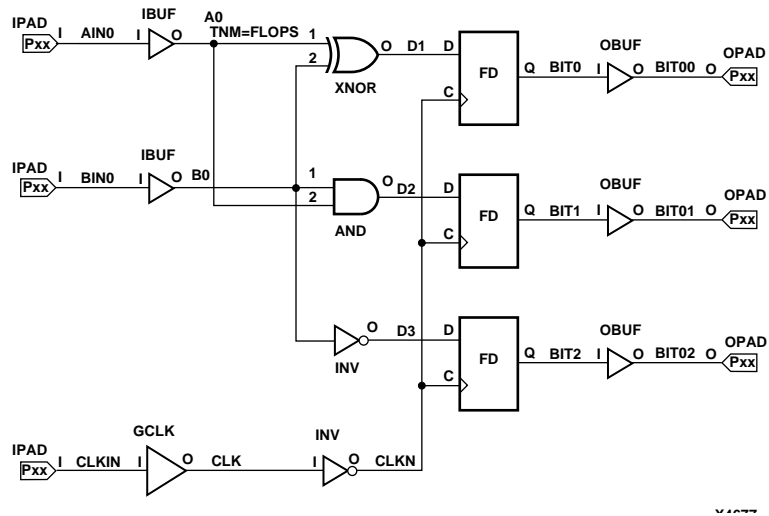 IPAD I Pxx AIN0 I IBUF O A0
TNM=FLOPS
1 2 XNOR O D1 D C FD Q BIT0 I OBUF O BIT00 O OPAD Pxx
IPAD I Pxx BIN0 I IBUF O B0
1 2 AND O D2 D C FD Q BIT1 I OBUF O BIT01 O OPAD Pxx
INV O D3 D C FD Q BIT2 I OBUF O BIT02 O OPAD Pxx
IPAD I Pxx CLKIN I GCLK O CLK I INV O CLKN